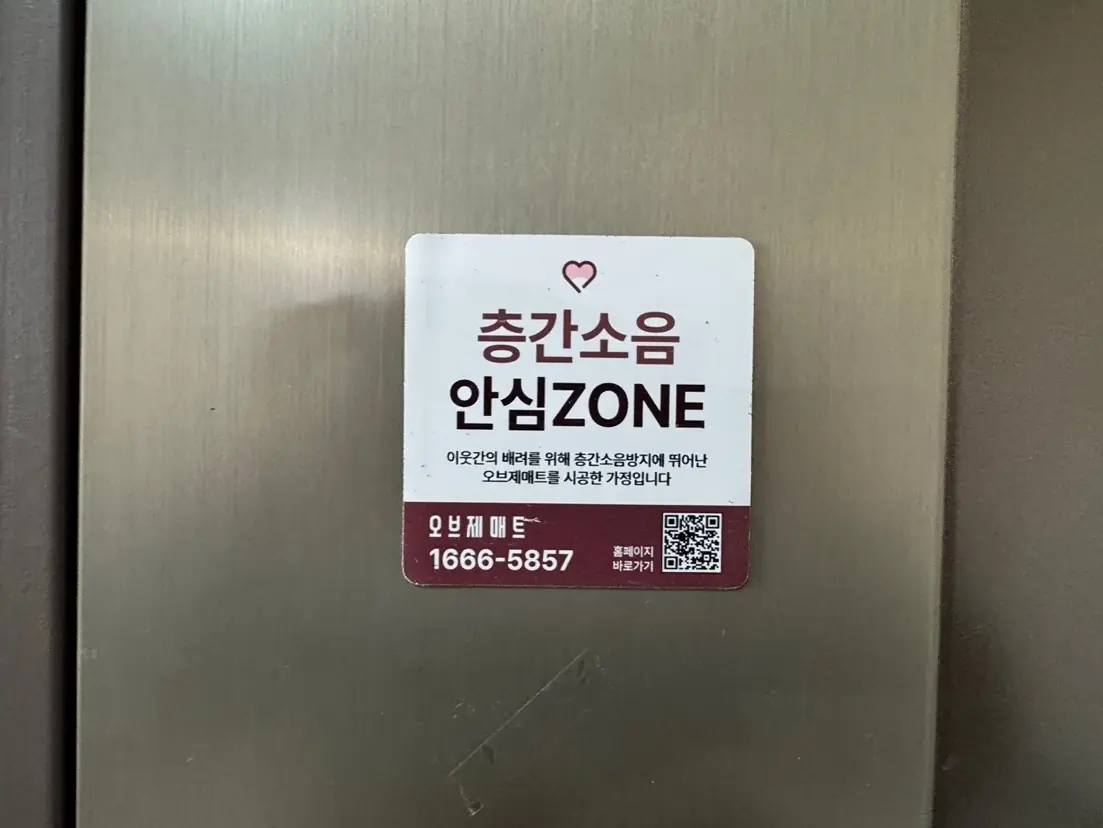 층간소음
안심ZONE
이웃간의 배려를 위해 층간소음방지에 뛰어난
오브제매트를 시공한 가정입니다
오브제매트
1666-5857
홈페이지
바로가기